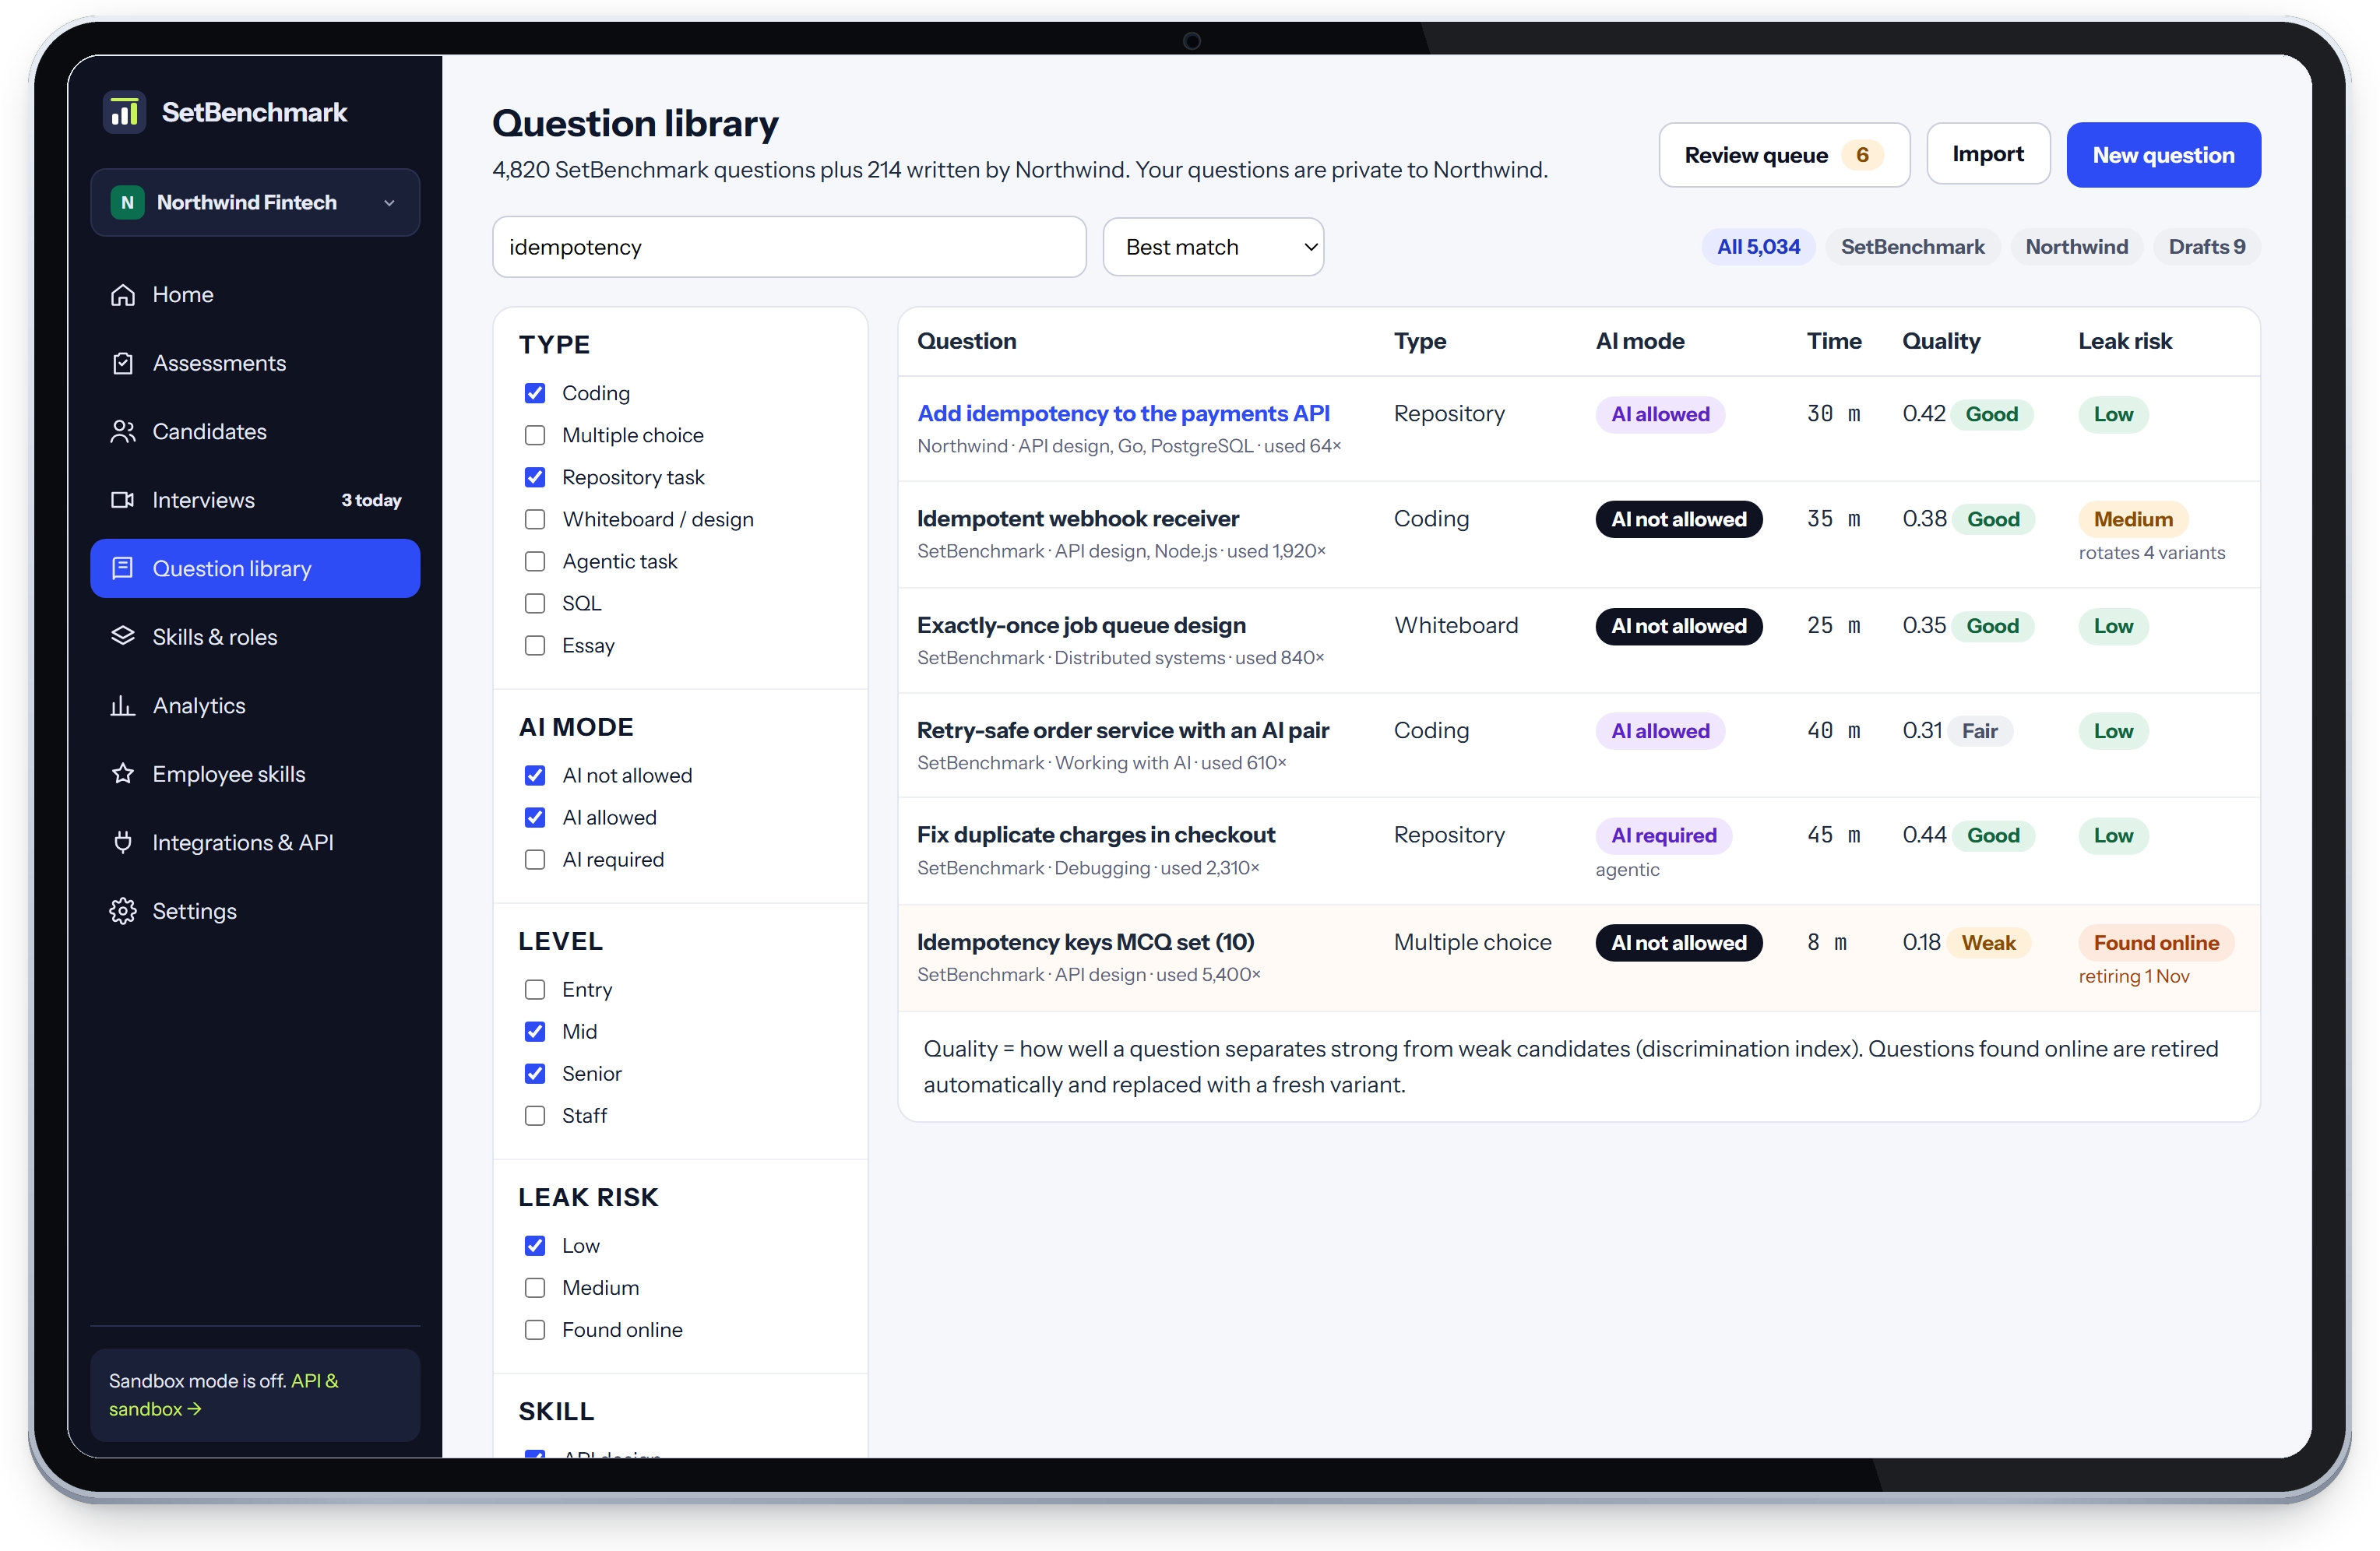 SetBenchmark
N Northwind Fintech
Home
Assessments
Candidates
Interviews 3 today
Question library
Skills & roles
Analytics
Employee skills
Integrations & API
Settings
Sandbox mode is off. API &
sandbox →
Question library
4,820 SetBenchmark questions plus 214 written by Northwind. Your questions are private to Northwind.
Review queue 6
Import
New question
idempotency
Best match
All 5,034
SetBenchmark
Northwind
Drafts 9
TYPE
Coding
Multiple choice
Repository task
Whiteboard / design
Agentic task
SQL
Essay
AI MODE
AI not allowed
AI allowed
AI required
LEVEL
Entry
Mid
Senior
Staff
LEAK RISK
Low
Medium
Found online
SKILL
API design
Question Type AI mode Time Quality Leak risk
Add idempotency to the payments API Repository AI allowed 30 m 0.42 Good Low
Northwind · API design, Go, PostgreSQL · used 64×
Idempotent webhook receiver Coding AI not allowed 35 m 0.38 Good Medium
SetBenchmark · API design, Node.js · used 1,920× rotates 4 variants
Exactly-once job queue design Whiteboard AI not allowed 25 m 0.35 Good Low
SetBenchmark · Distributed systems · used 840×
Retry-safe order service with an AI pair Coding AI allowed 40 m 0.31 Fair Low
SetBenchmark · Working with AI · used 610×
Fix duplicate charges in checkout Repository AI required 45 m 0.44 Good Low
SetBenchmark · Debugging · used 2,310× agentic
Idempotency keys MCQ set (10) Multiple choice AI not allowed 8 m 0.18 Weak Found online
SetBenchmark · API design · used 5,400× retiring 1 Nov
Quality = how well a question separates strong from weak candidates (discrimination index). Questions found online are retired
automatically and replaced with a fresh variant.